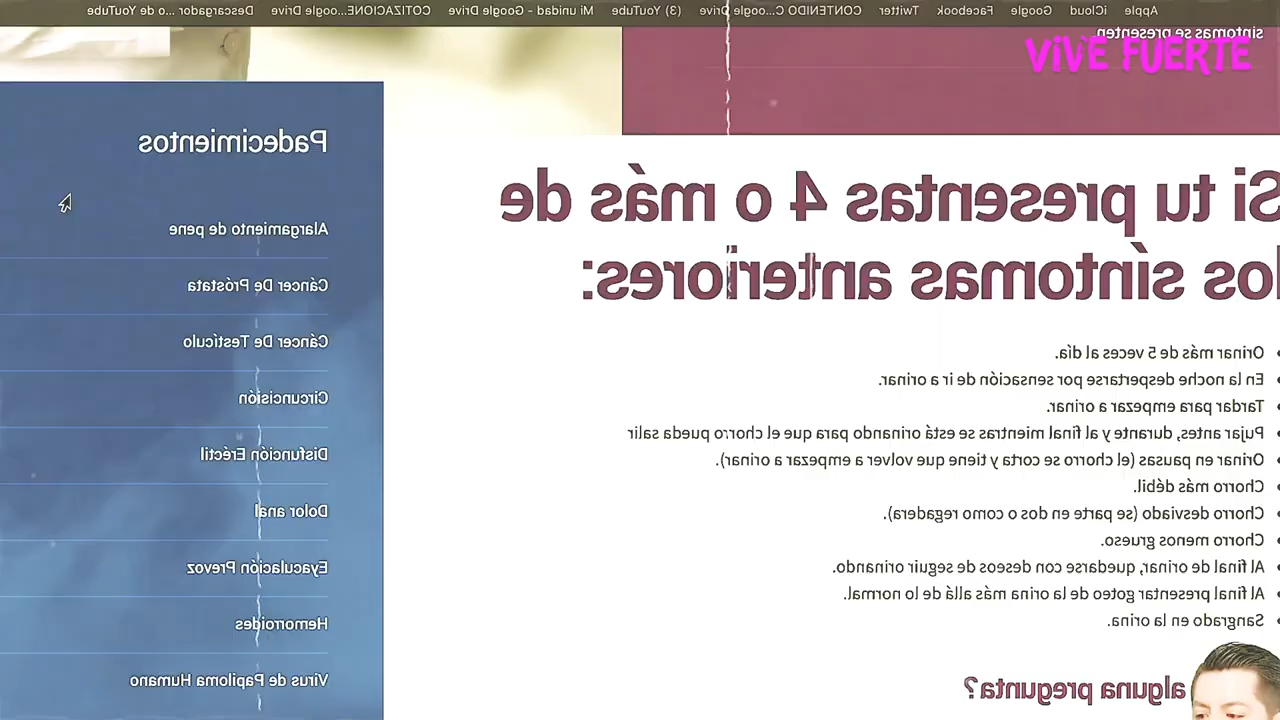 Apple iCloud Google Facebook Twitter CONTENIDO C...oogle Drive (3) YouTube Mi unidad - Google Drive COTIZACIONE...oogle Drive Descargador ...o de YouTube
síntomas se presenten
VIVE FUERTE
Si tu presentas 4 o más de
los síntomas anteriores:
• Orinar más de 5 veces al día.
• En la noche despertarse por sensación de ir a orinar.
• Tardar para empezar a orinar.
• Pujar antes, durante y al final mientras se está orinando para que el chorro pueda salir
• Orinar en pausas (el chorro se corta y tiene que volver a empezar a orinar).
• Chorro más débil.
• Chorro desviado (se parte en dos o como regadera).
• Chorro menos grueso.
• Al final de orinar, quedarse con deseos de seguir orinando.
• Al final presentar goteo de la orina más allá de lo normal.
• Sangrado en la orina.
alguna pregunta?
Padecimientos
Alargamiento de pene
Cáncer De Próstata
Cáncer De Testículo
Circuncisión
Disfunción Eréctil
Dolor anal
Eyaculación Prevoz
Hemorroides
Virus de Papiloma Humano